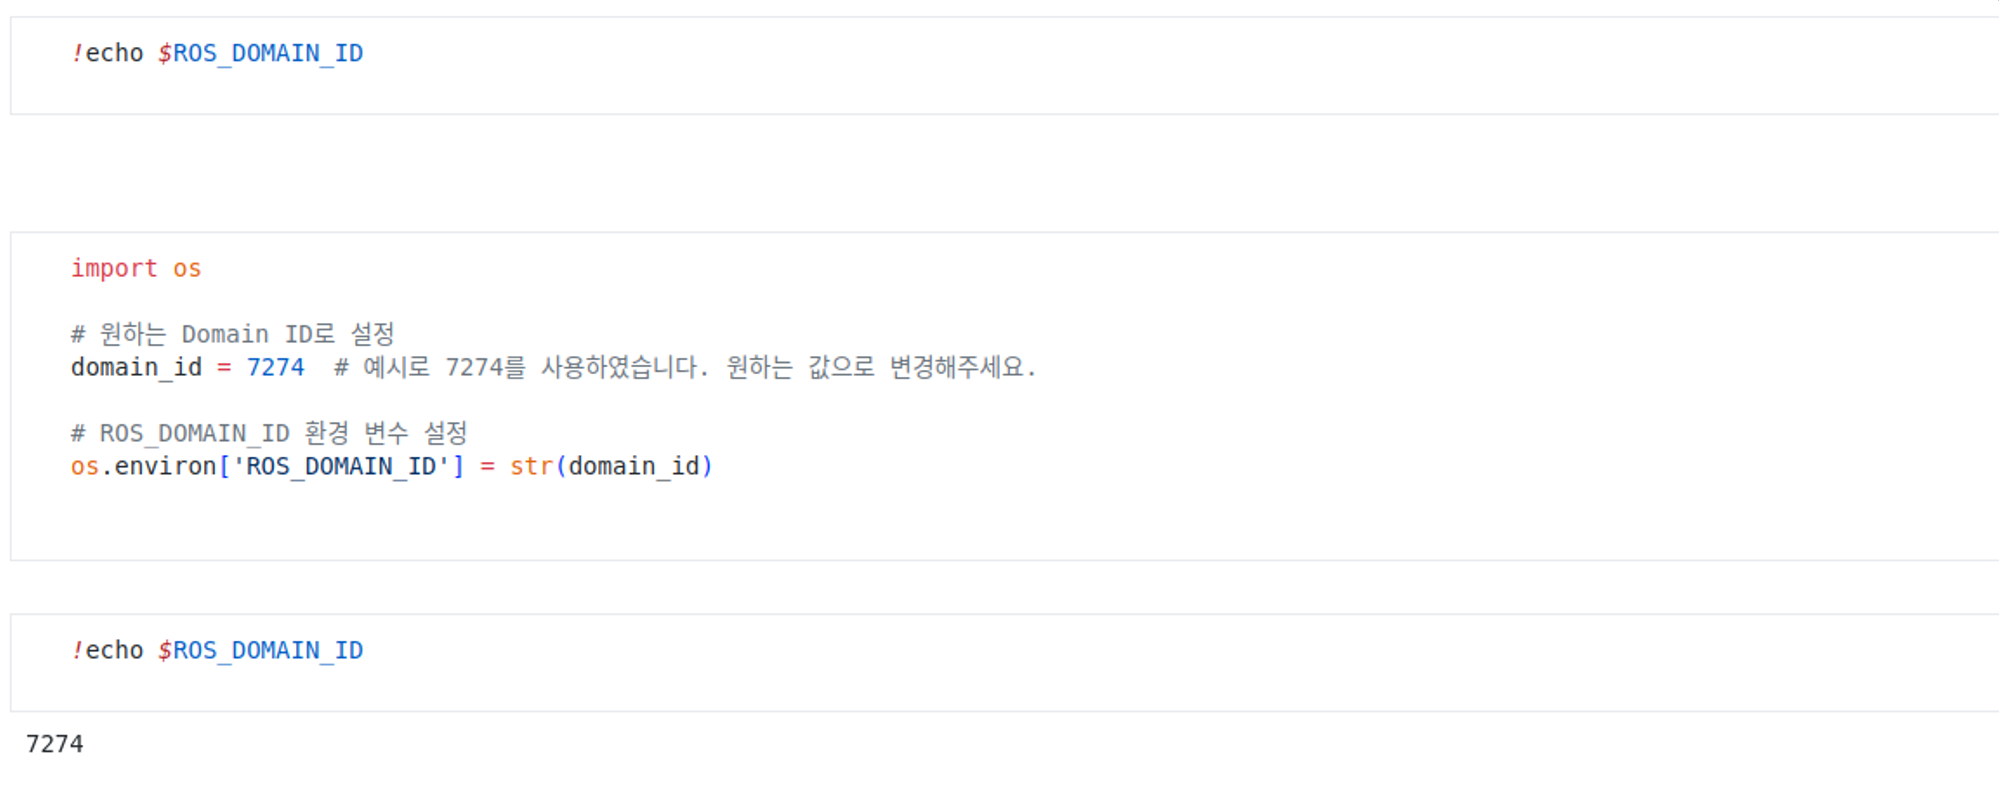 !echo $ROS_DOMAIN_ID
import os
# 원하는 Domain ID로 설정
domain_id = 7274  # 예시로 7274를 사용하였습니다. 원하는 값으로 변경해주세요.
# ROS_DOMAIN_ID 환경 변수 설정
os.environ['ROS_DOMAIN_ID'] = str(domain_id)
!echo $ROS_DOMAIN_ID
7274